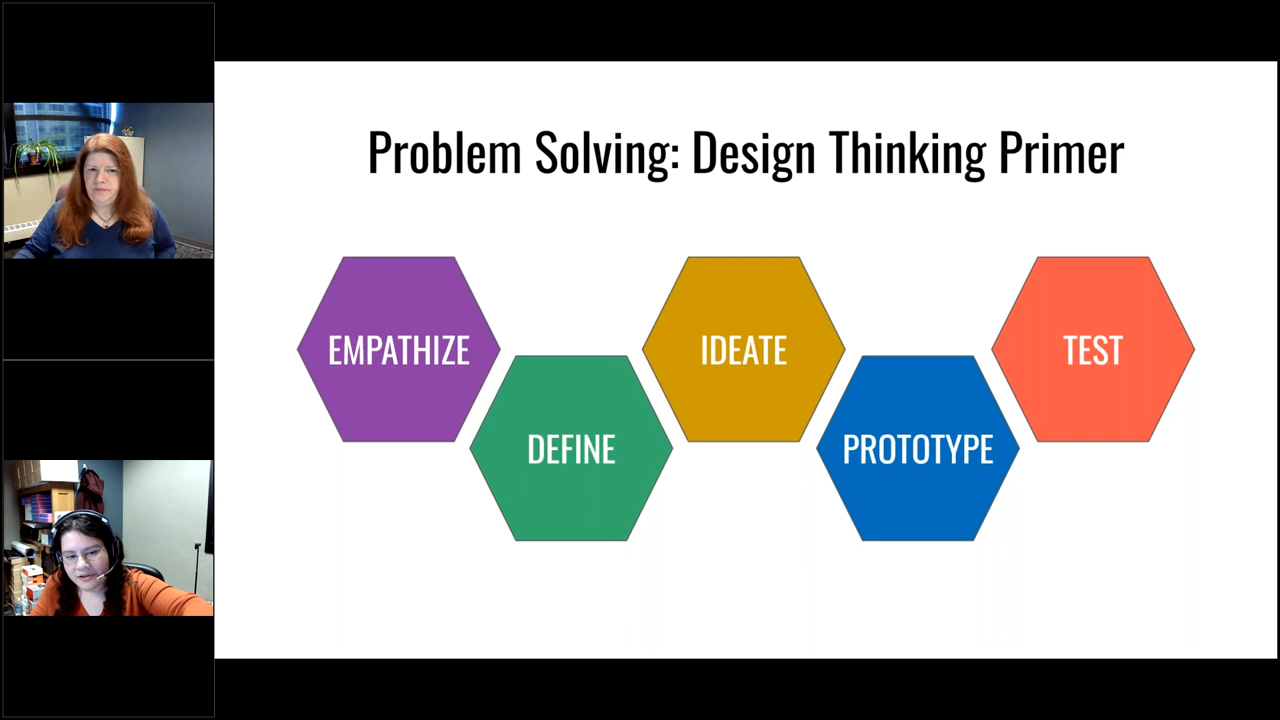 Problem Solving: Design Thinking Primer
EMPATHIZE
DEFINE
IDEATE
PROTOTYPE
TEST